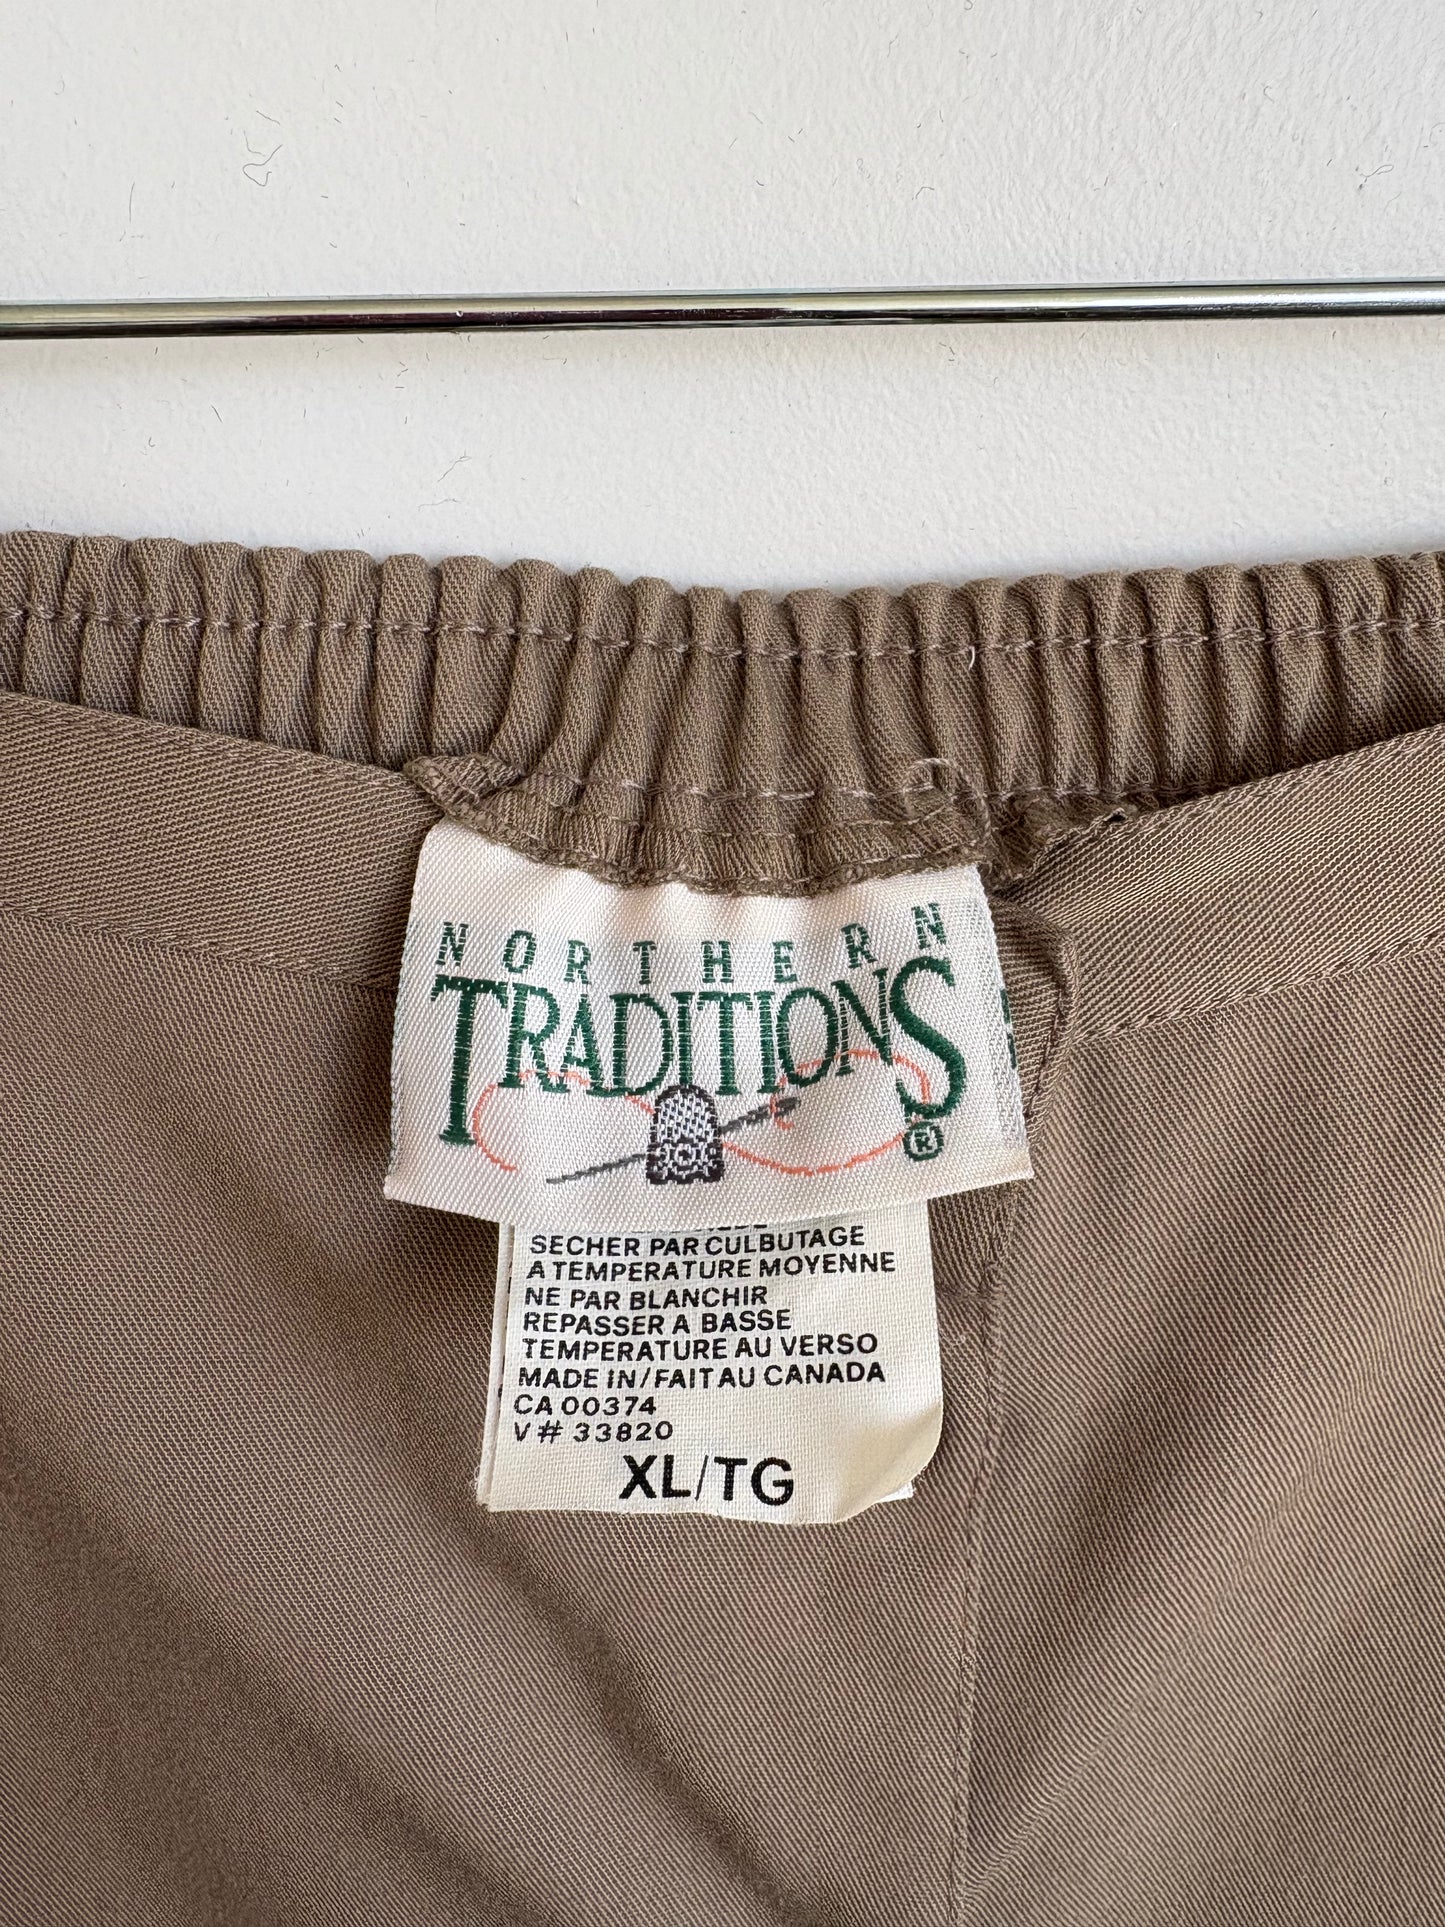 NORTHERN
TRADITIONS
®
SECHER PAR CULBUTAGE
A TEMPERATURE MOYENNE
NE PAR BLANCHIR
REPASSER A BASSE
TEMPERATURE AU VERSO
MADE IN/FAIT AU CANADA
CA 00374
V# 33820
XL/TG